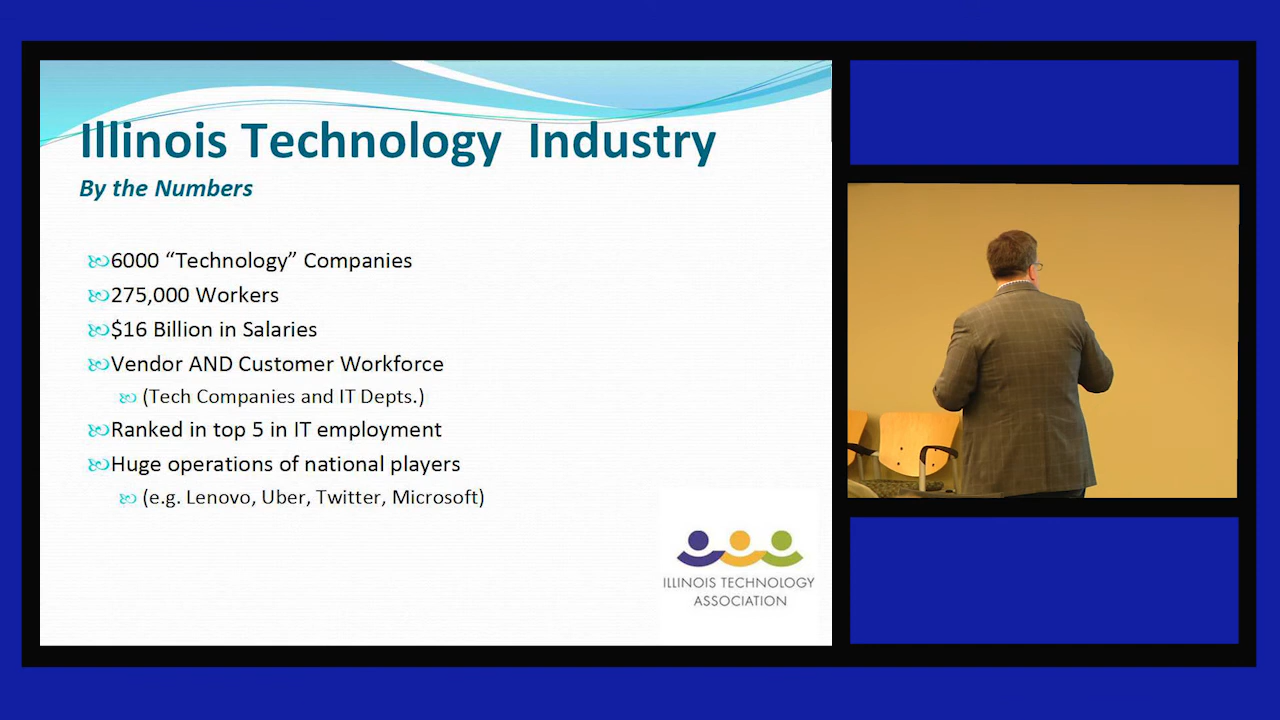 Illinois Technology  Industry
By the Numbers
6000 “Technology” Companies
275,000 Workers
$16 Billion in Salaries
Vendor AND Customer Workforce
(Tech Companies and IT Depts.)
Ranked in top 5 in IT employment
Huge operations of national players
(e.g. Lenovo, Uber, Twitter, Microsoft)
ILLINOIS TECHNOLOGY
ASSOCIATION